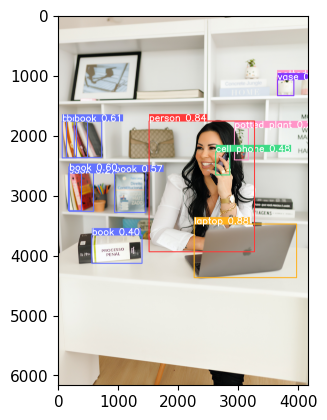 0
1000
2000
3000
4000
5000
6000
vase 0.
book 0.61
person 0.84
potted plant 0.
cell phone 0.48
book 0.60
book 0.57
laptop 0.88
book 0.40
PROCESSO
PENAL
0
1000
2000
3000
4000